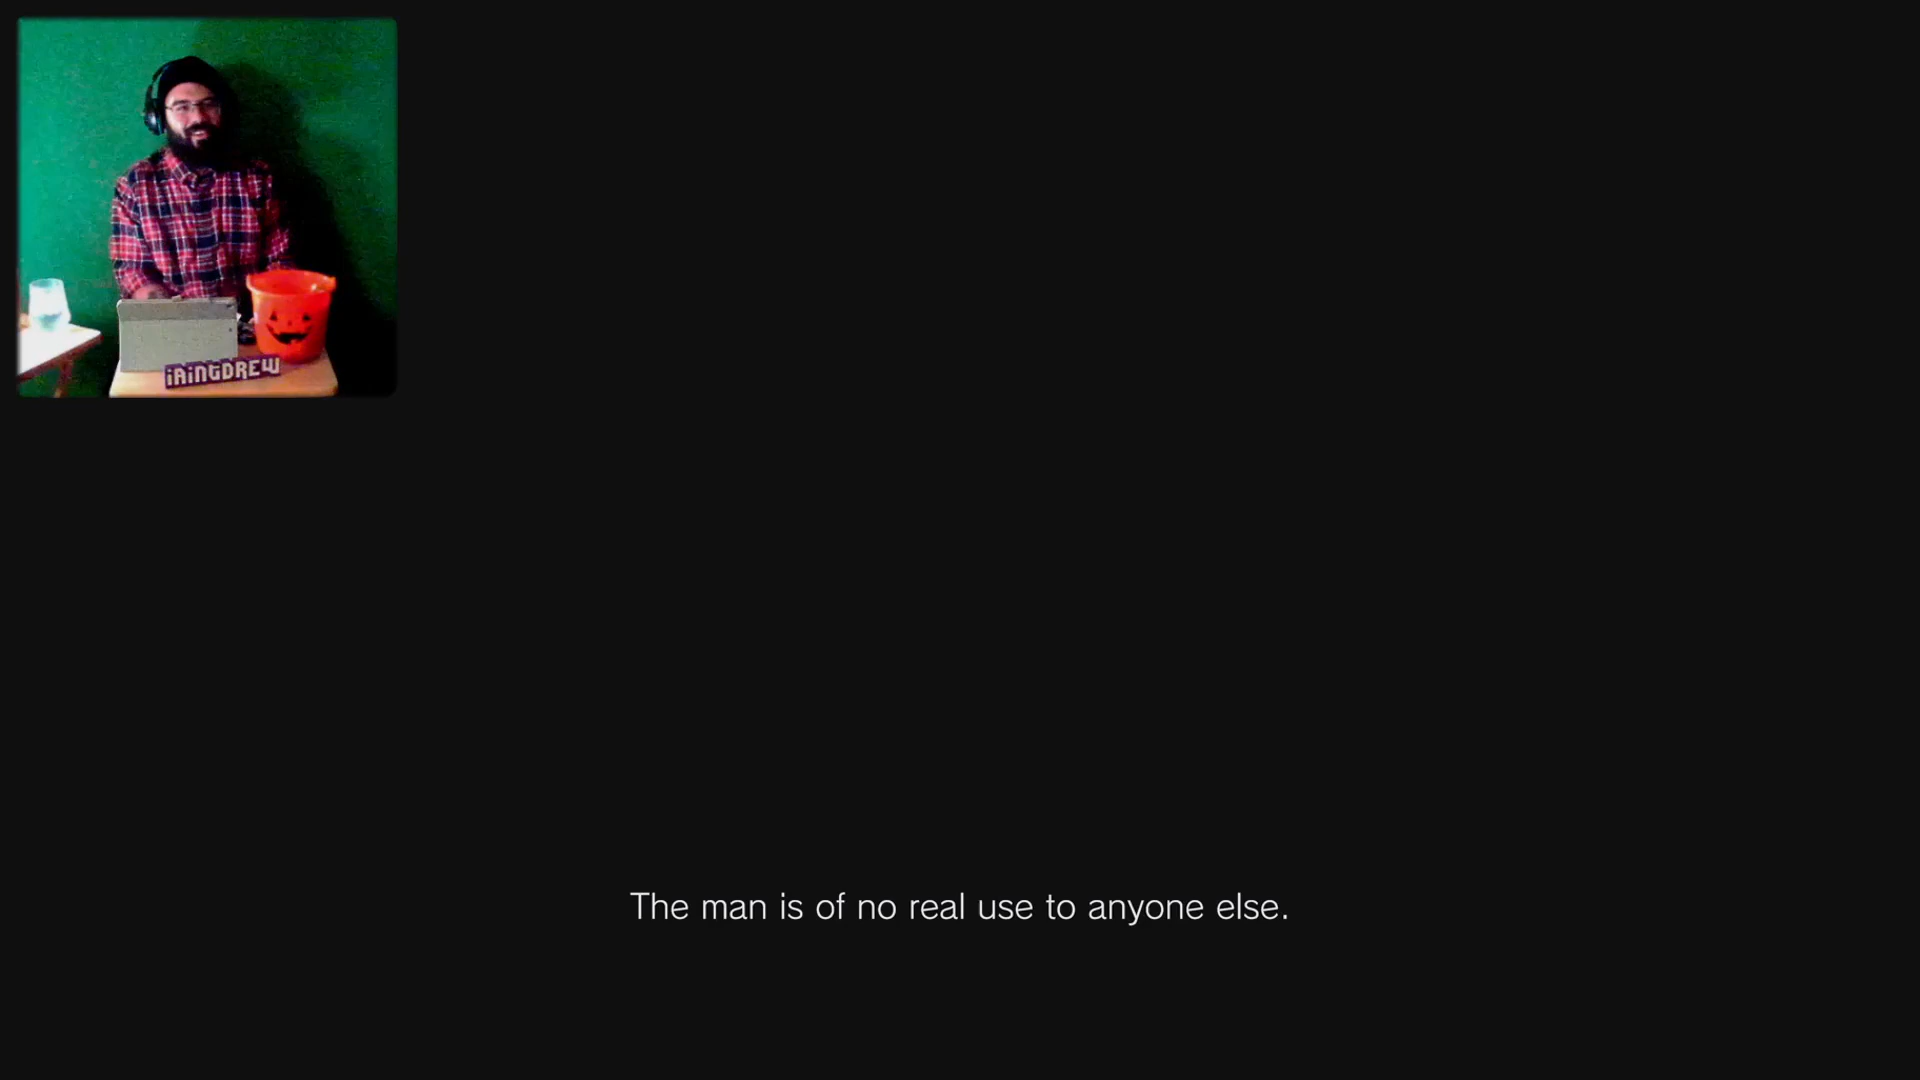 iAiNTDREW
The man is of no real use to anyone else.